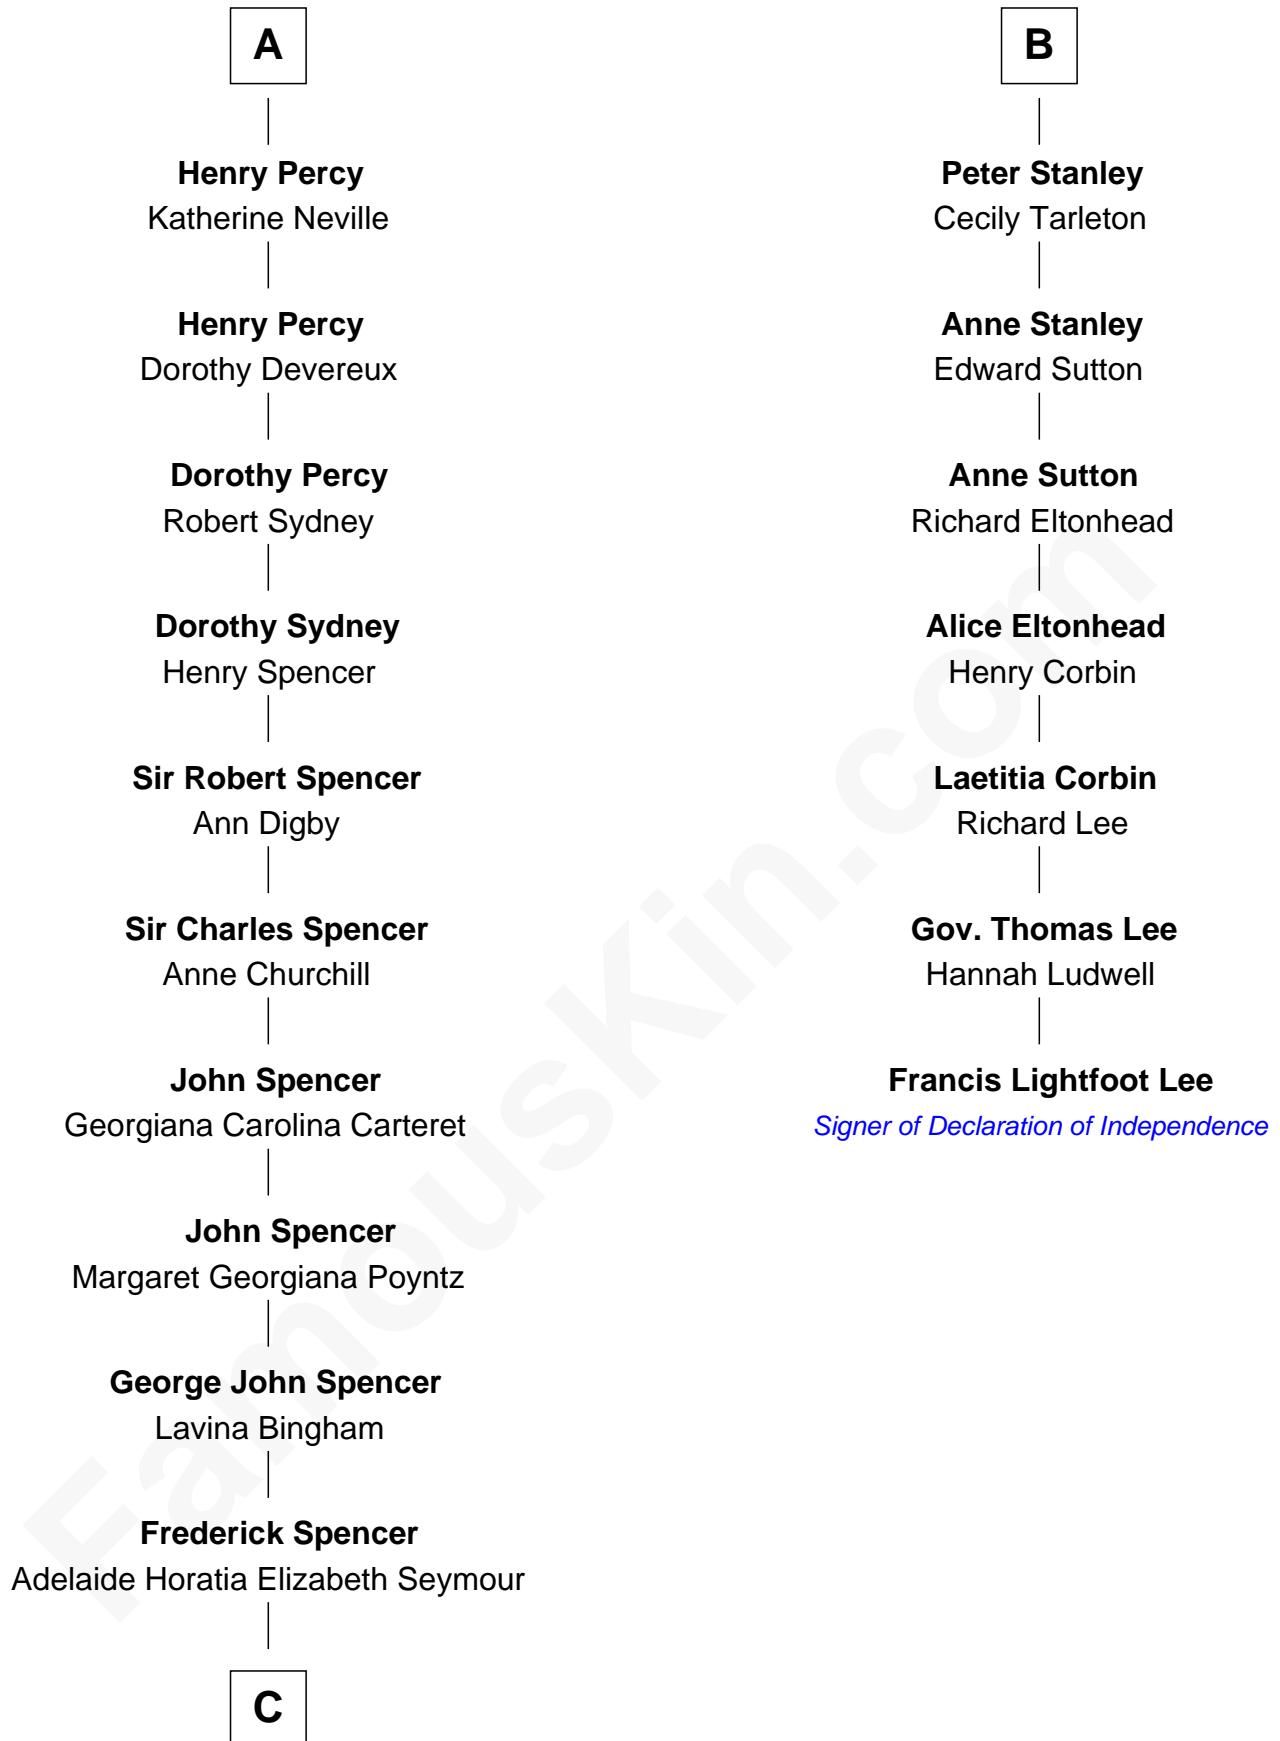 A
Henry Percy
Katherine Neville
Henry Percy
Dorothy Devereux
Dorothy Percy
Robert Sydney
Dorothy Sydney
Henry Spencer
Sir Robert Spencer
Ann Digby
Sir Charles Spencer
Anne Churchill
John Spencer
Georgiana Carolina Carteret
John Spencer
Margaret Georgiana Poyntz
George John Spencer
Lavina Bingham
Frederick Spencer
Adelaide Horatia Elizabeth Seymour
C
B
Peter Stanley
Cecily Tarleton
Anne Stanley
Edward Sutton
Anne Sutton
Richard Eltonhead
Alice Eltonhead
Henry Corbin
Laetitia Corbin
Richard Lee
Gov. Thomas Lee
Hannah Ludwell
Francis Lightfoot Lee
Signer of Declaration of Independence
FamousKin.com